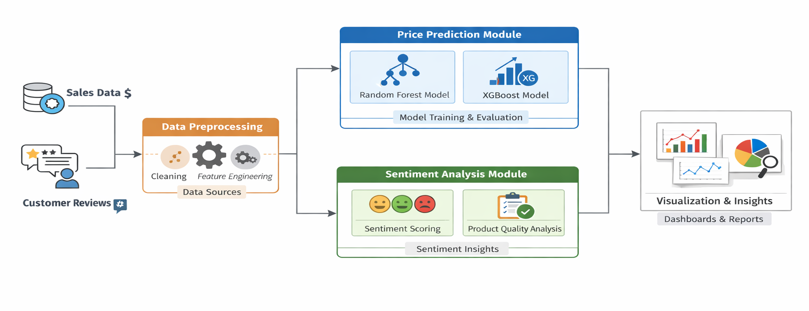 Sales Data $
Customer Reviews
Data Preprocessing
Cleaning
Feature Engineering
Data Sources
Price Prediction Module
Random Forest Model
XG
XGBoost Model
Model Training & Evaluation
Sentiment Analysis Module
Sentiment Scoring
Product Quality Analysis
Sentiment Insights
Visualization & Insights
Dashboards & Reports